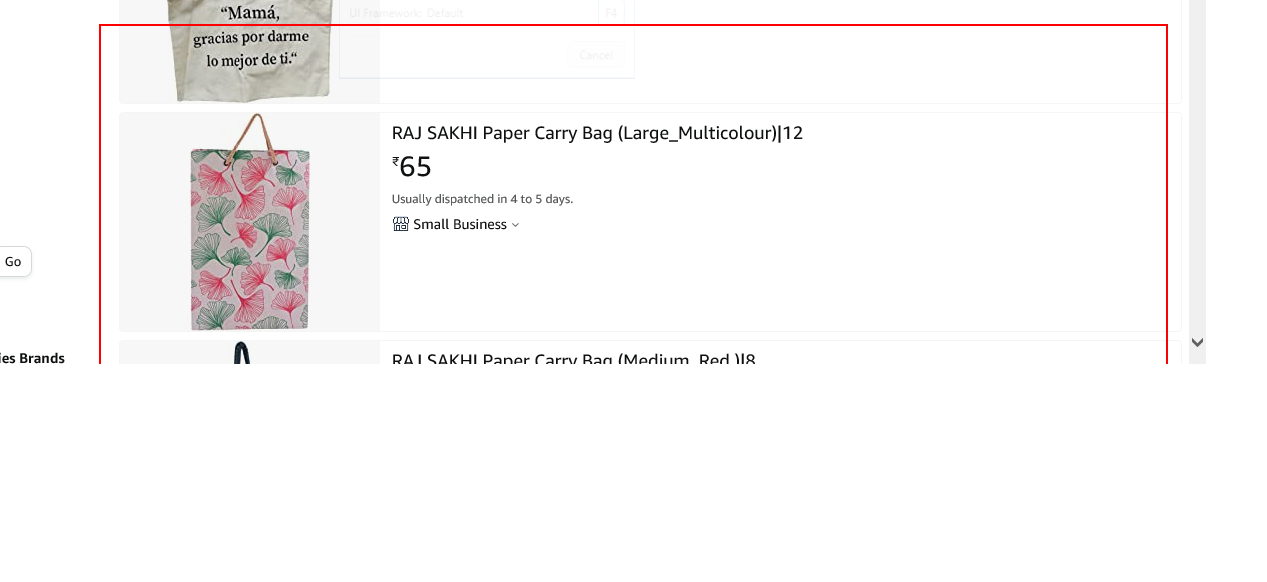 “Mamá,
gracias por darme
lo mejor de ti.“
UI Framework: Default
F4
Cancel
RAJ SAKHI Paper Carry Bag (Large_Multicolour)|12
₹65
Usually dispatched in 4 to 5 days.
Small Business
Go
ies Brands
RAJ SAKHI Paper Carry Bag (Medium_Red )|8